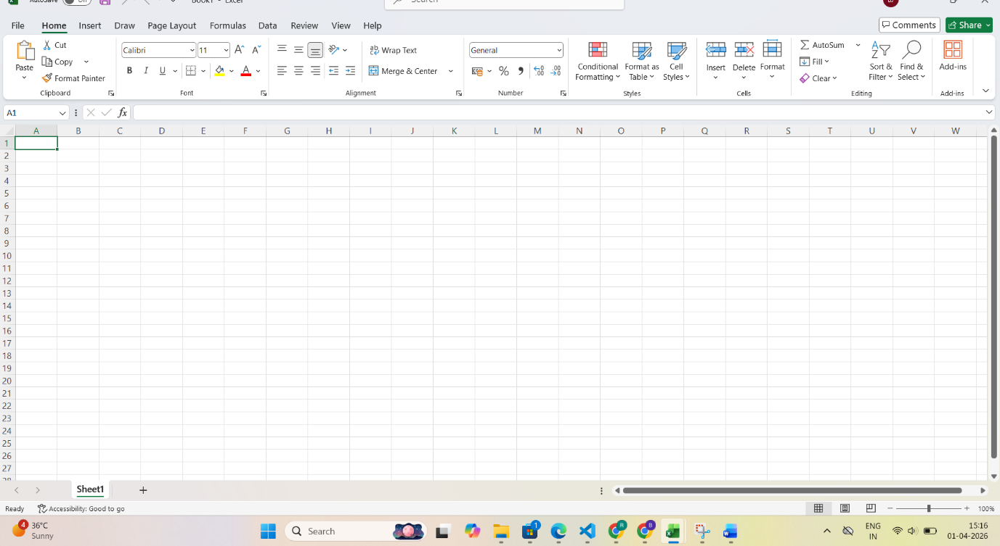 AutoSave Off Book1 - Excel Search
File Home Insert Draw Page Layout Formulas Data Review View Help Comments Share
Paste Cut Copy Format Painter Clipboard
Calibri 11 B I U A Font
Wrap Text Merge & Center Alignment
General % Number
Conditional Formatting Format as Table Cell Styles Styles
Insert Delete Format Cells
AutoSum Fill Clear Sort & Filter Find & Select Editing
Add-ins Add-ins
A1 fx
A B C D E F G H I J K L M N O P Q R S T U V W
1
2
3
4
5
6
7
8
9
10
11
12
13
14
15
16
17
18
19
20
21
22
23
24
25
26
27
28
Sheet1 +
Ready Accessibility: Good to go 100%
4 36°C Search 1 R B ENG 15:16
Sunny IN 01-04-2026